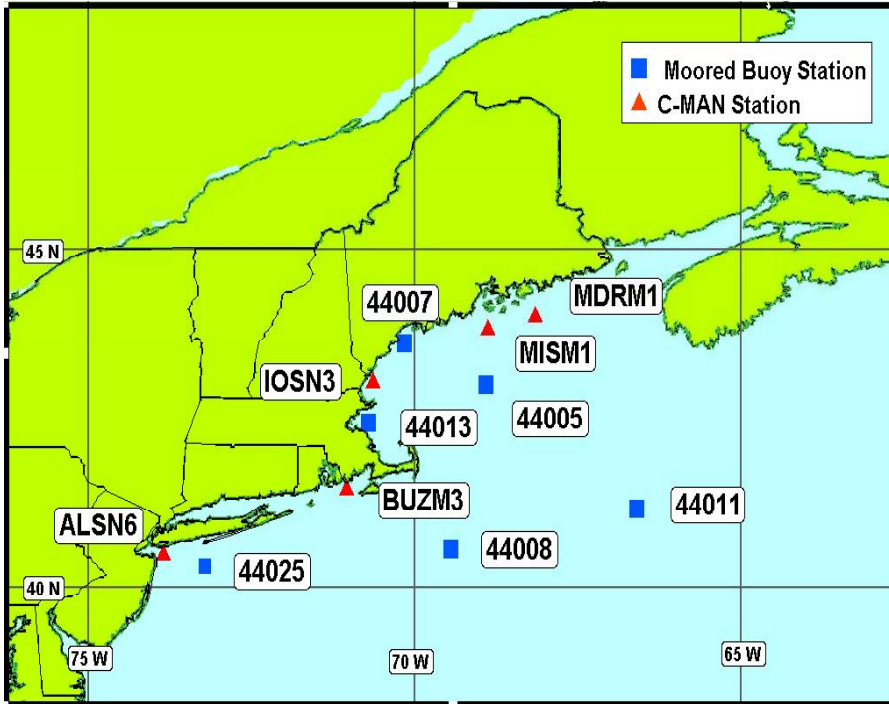 Moored Buoy Station
C-MAN Station
45 N
44007
MDRM1
MISM1
IOSN3
44005
44013
BUZM3
44011
ALSN6
44008
44025
40 N
75 W
70 W
65 W